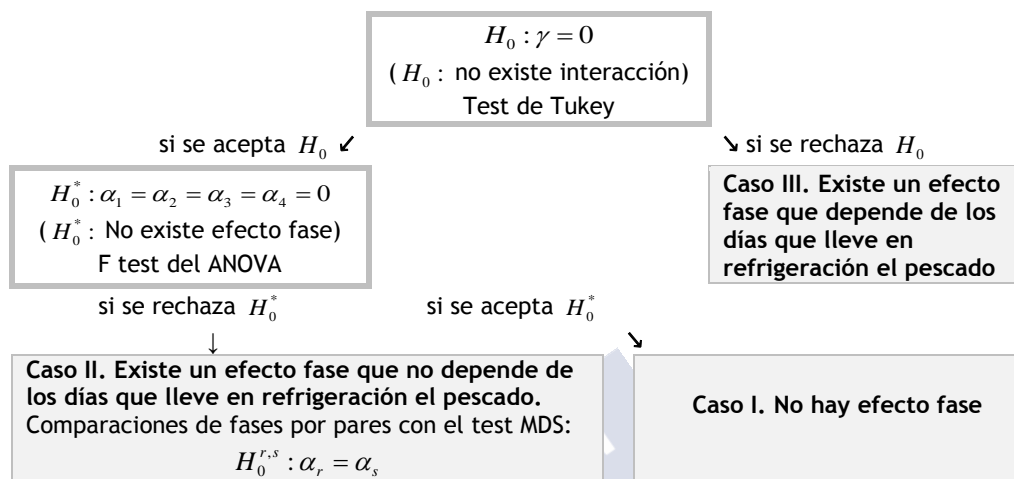 H₀ : γ = 0
( H₀ : no existe interacción)
Test de Tukey
si se acepta H₀ ↙
↘ si se rechaza H₀
H₀* : α₁ = α₂ = α₃ = α₄ = 0
( H₀* : No existe efecto fase)
F test del ANOVA
Caso III. Existe un efecto
fase que depende de los
días que lleve en
refrigeración el pescado
si se rechaza H₀*
↓
si se acepta H₀*
↘
Caso II. Existe un efecto fase que no depende de
los días que lleve en refrigeración el pescado.
Comparaciones de fases por pares con el test MDS:
H₀^{r,s} : α_r = α_s
Caso I. No hay efecto fase